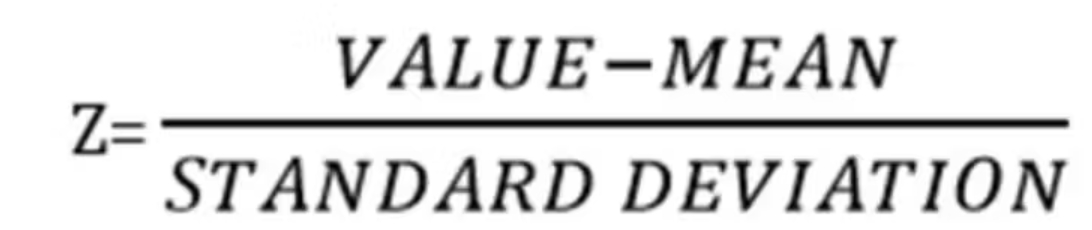 VALUE−MEAN
Z=
STANDARD DEVIATION